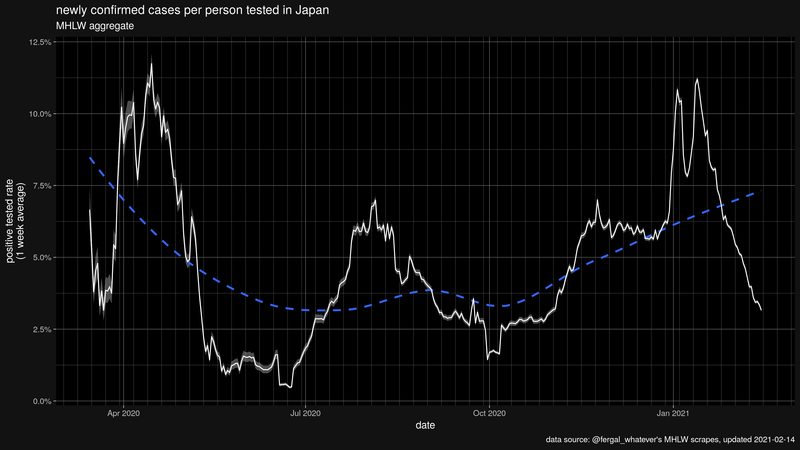 newly confirmed cases per person tested in Japan
MHLW aggregate
12.5%
10.0%
7.5%
5.0%
2.5%
0.0%
positive tested rate
(1 week average)
Apr 2020
Jul 2020
Oct 2020
Jan 2021
date
data source: @fergal_whatever's MHLW scrapes, updated 2021-02-14